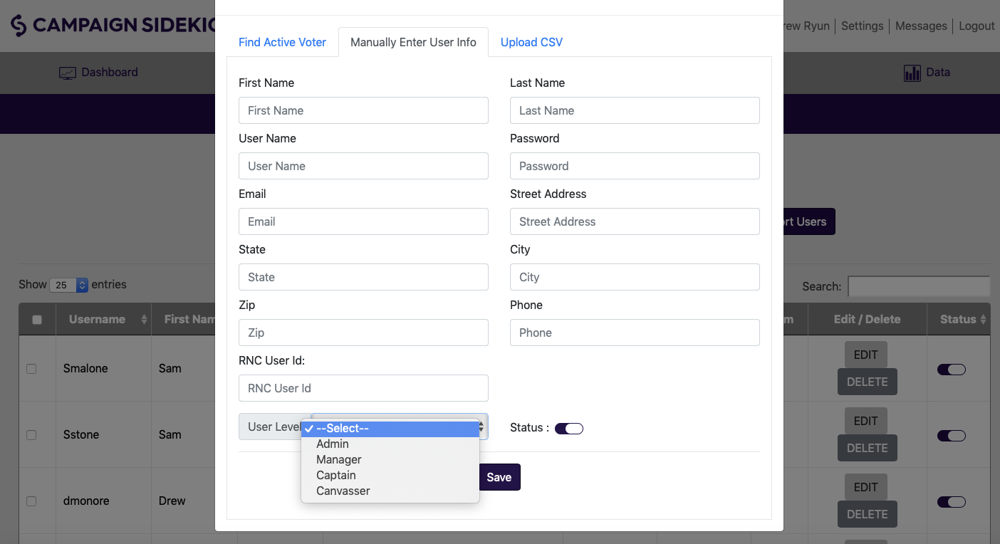 CAMPAIGN SIDEKIC
rew Ryun Settings Messages Logout
Dashboard
Data
Find Active Voter Manually Enter User Info Upload CSV
First Name Last Name
First Name Last Name
User Name Password
User Name Password
Email Street Address
Email Street Address
rt Users
State City
State City
Show 25 entries
Search:
Zip Phone
Zip Phone
Username First Nam m Edit / Delete Status
RNC User Id:
RNC User Id
Smalone Sam EDIT
DELETE
User Level
Status :
--Select--
Admin
Manager
Captain
Canvasser
Save
Sstone Sam EDIT
DELETE
dmonore Drew EDIT
DELETE